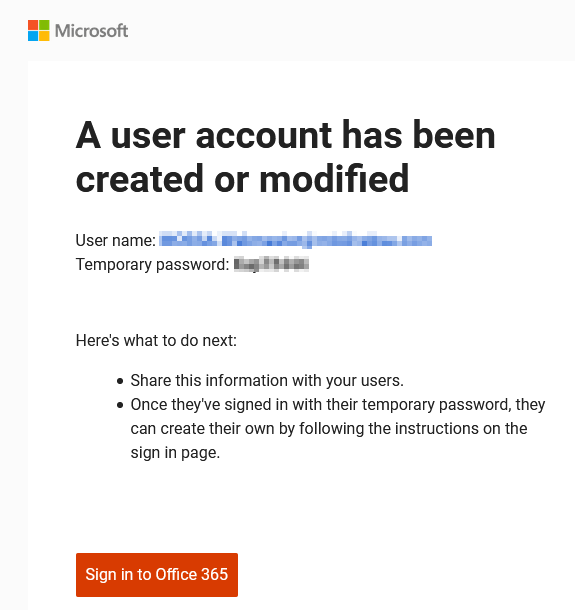 Microsoft
A user account has been
created or modified
User name:
Temporary password:
Here's what to do next:
Share this information with your users.
Once they've signed in with their temporary password, they
can create their own by following the instructions on the
sign in page.
Sign in to Office 365